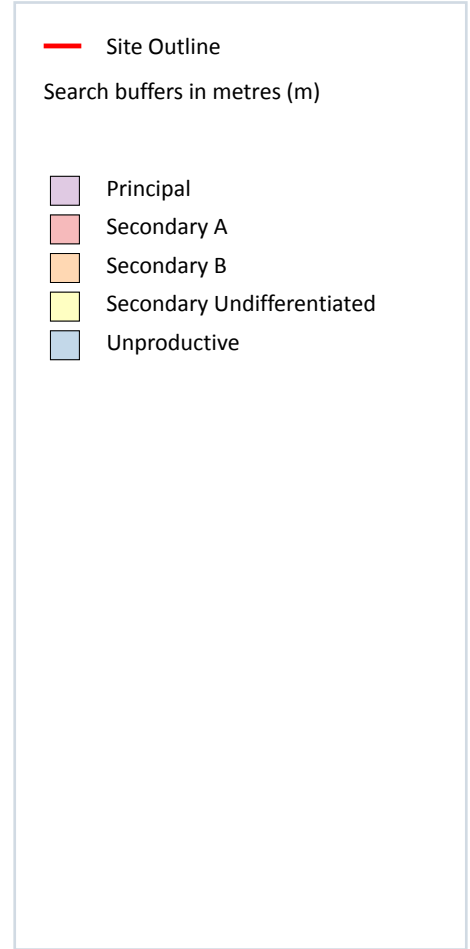 Site Outline
Search buffers in metres (m)
Principal
Secondary A
Secondary B
Secondary Undifferentiated
Unproductive